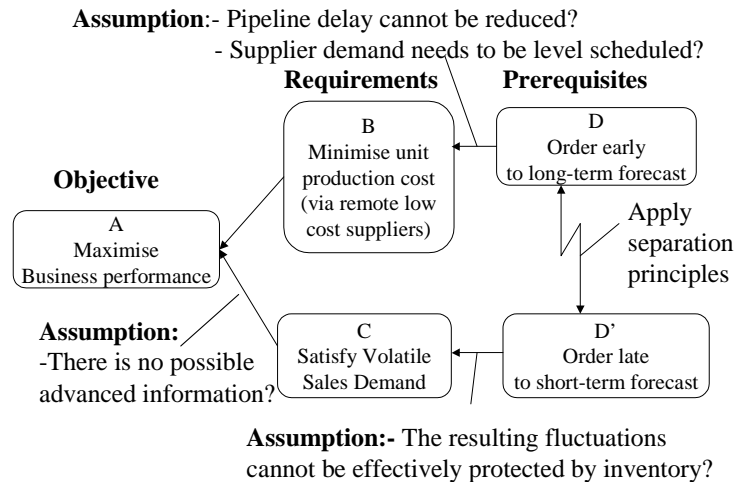 Assumption:- Pipeline delay cannot be reduced?
- Supplier demand needs to be level scheduled?
Requirements
Prerequisites
B
Minimise unit
production cost
(via remote low
cost suppliers)
D
Order early
to long-term forecast
Objective
A
Maximise
Business performance
Apply
separation
principles
Assumption:
-There is no possible
advanced information?
C
Satisfy Volatile
Sales Demand
D’
Order late
to short-term forecast
Assumption:- The resulting fluctuations
cannot be effectively protected by inventory?